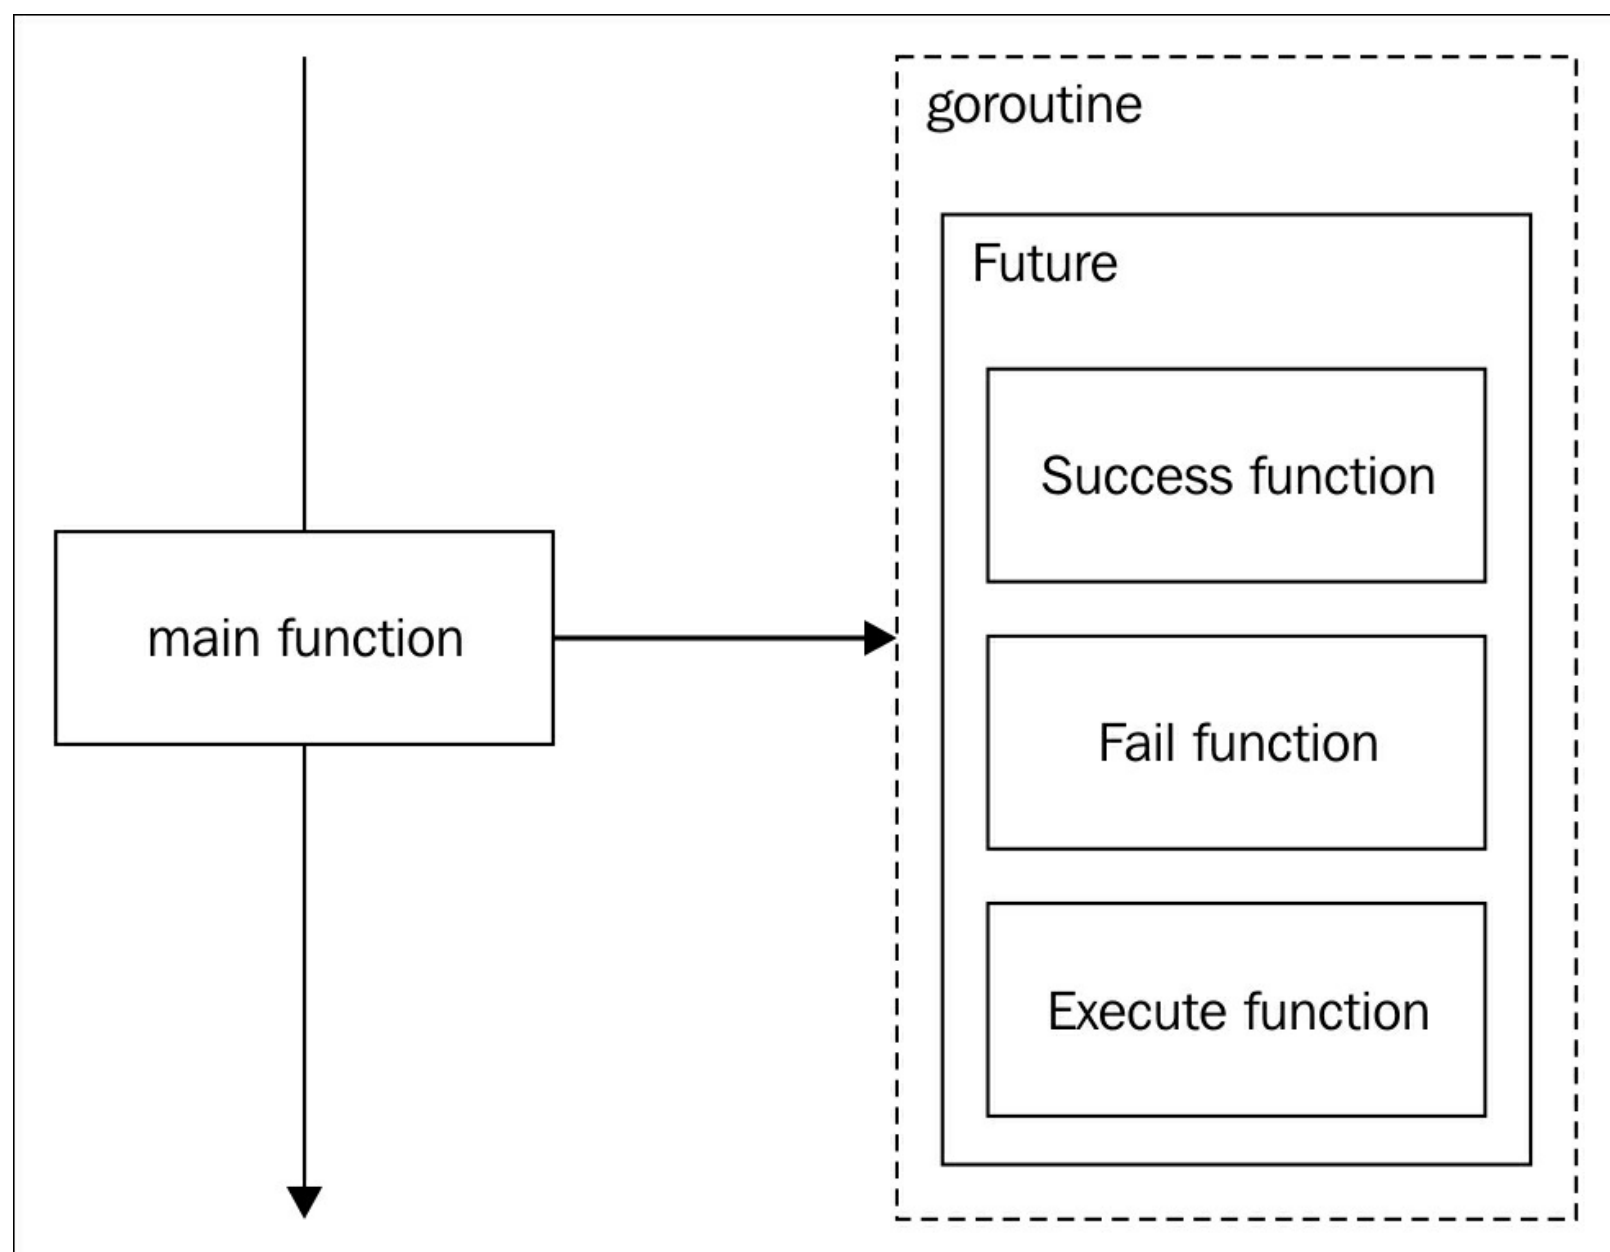 goroutine
Future
Success function
main function
Fail function
Execute function